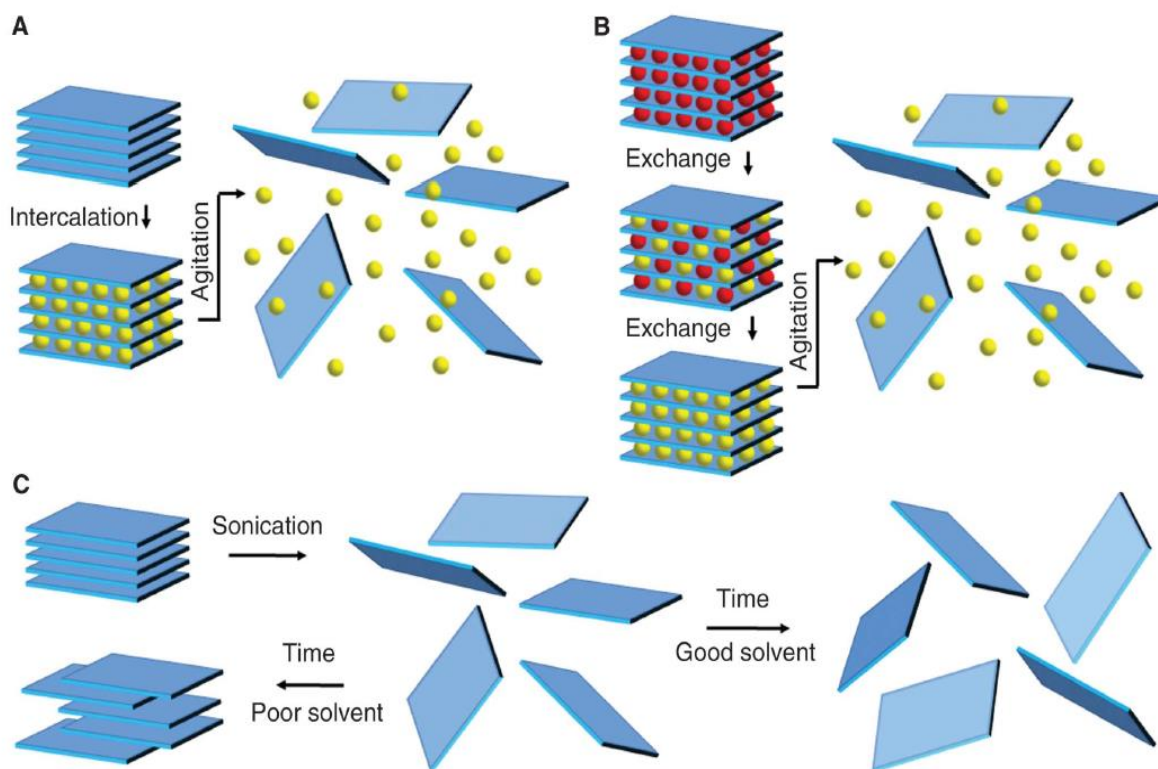 A
Intercalation
Agitation
B
Exchange
Exchange
Agitation
C
Sonication
Time
Poor solvent
Time
Good solvent